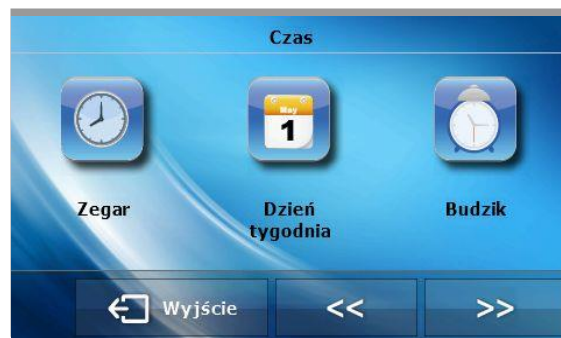 Czas
May
1
Zegar
Dzień
tygodnia
Budzik
Wyjście
<<
>>